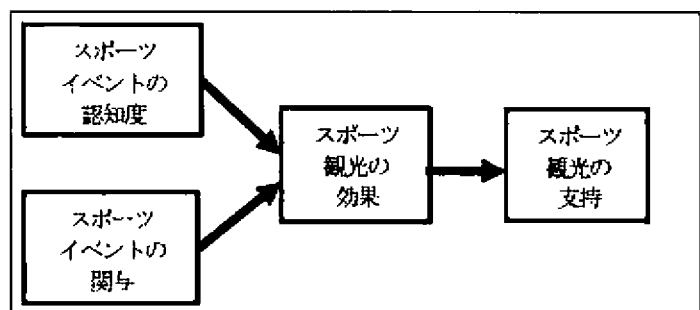 スポーツ
イベントの
認知度
スポーツ
イベントの
関与
スポーツ
観光の
効果
スポーツ
観光の
支持